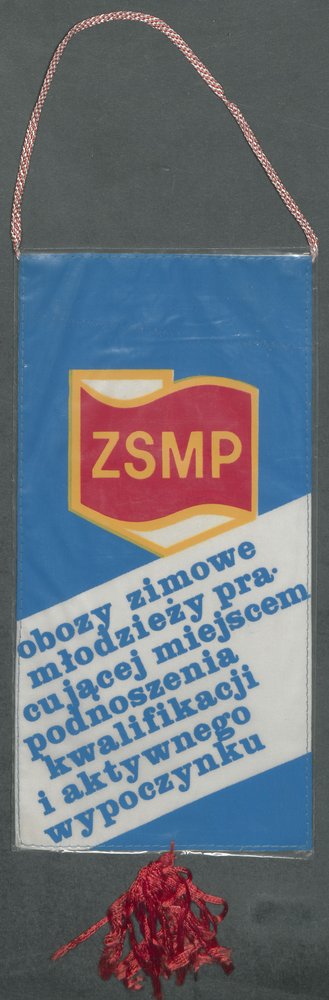 ZSMP
obozy zimowe
młodzieży pra-
cującej miejscem
podnoszenia
kwalifikacji
i aktywnego
wypoczynku